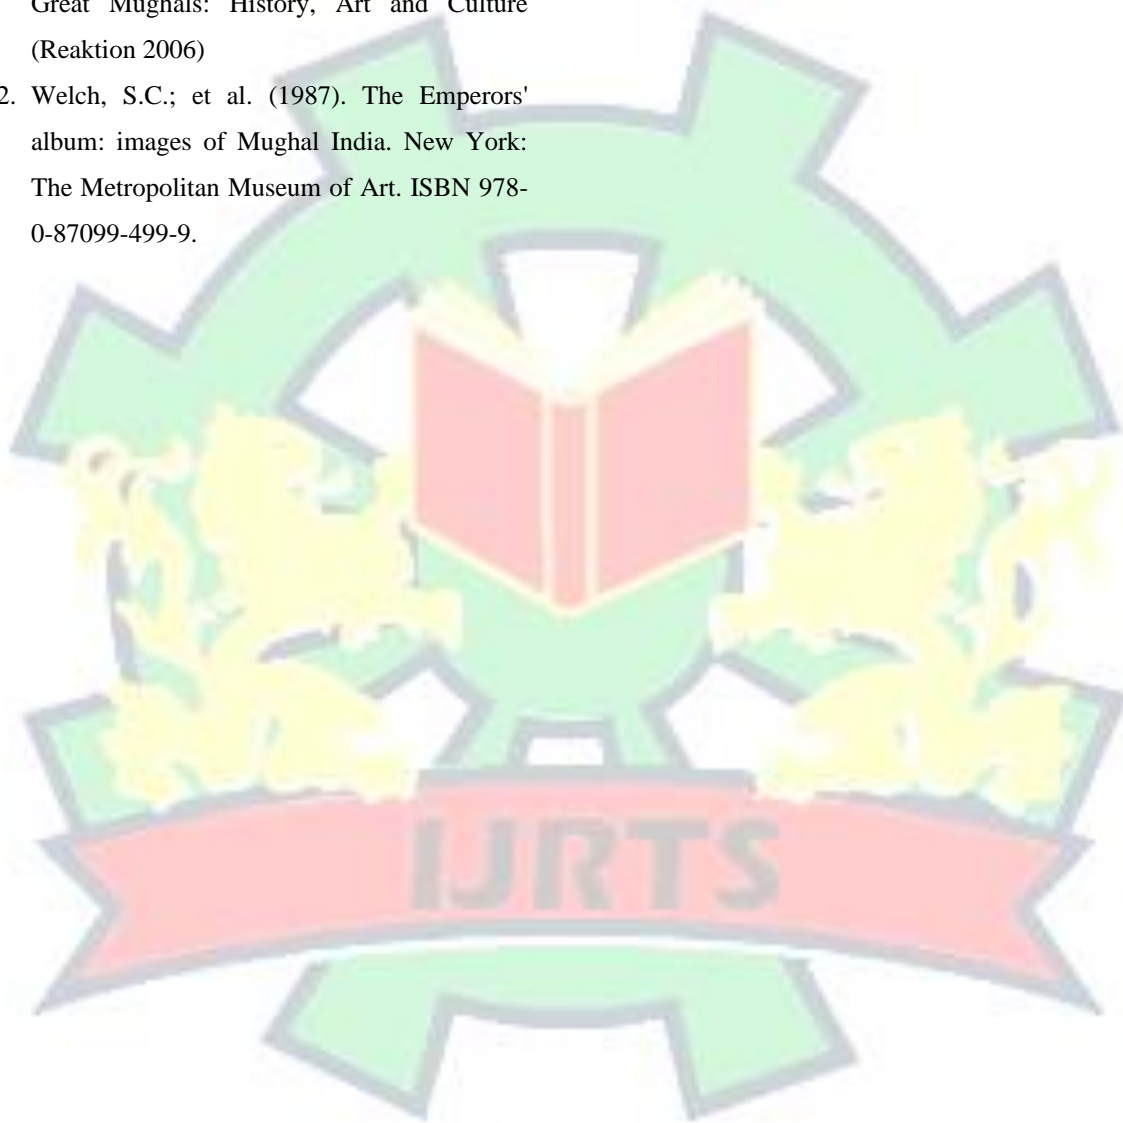 Great Mughals: History, Art and Culture
(Reaktion 2006)
2. Welch, S.C.; et al. (1987). The Emperors'
album: images of Mughal India. New York:
The Metropolitan Museum of Art. ISBN 978-
0-87099-499-9.
IJRTS